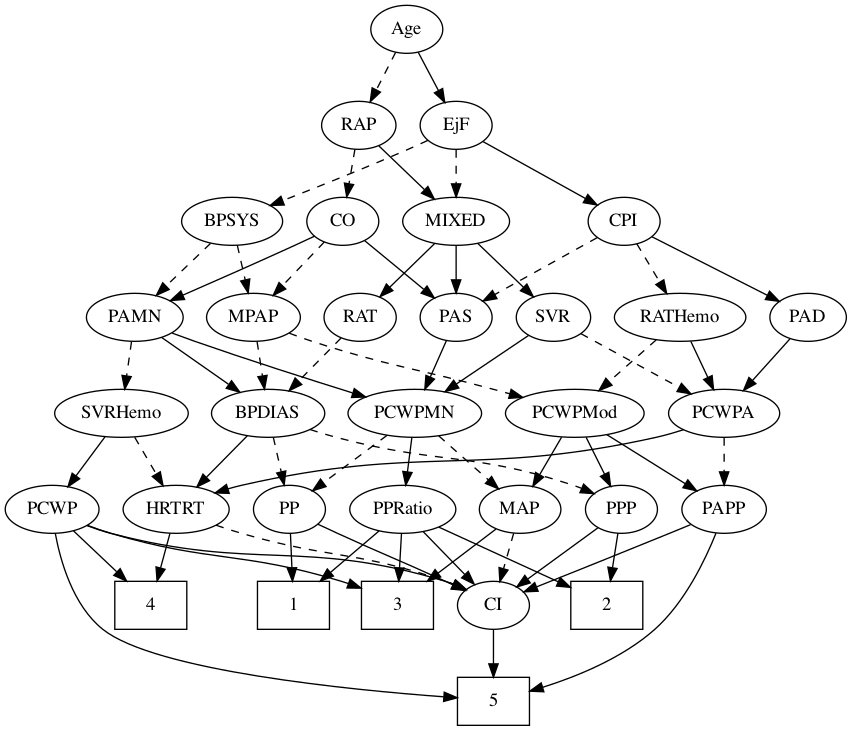 Age
RAP EjF
BPSYS CO MIXED CPI
PAMN MPAP RAT PAS SVR RATHemo PAD
SVRHemo BPDIAS PCWPMN PCWPMod PCWPA
PCWP HRTRT PP PPRatio MAP PPP PAPP
4 1 3 CI 2
5